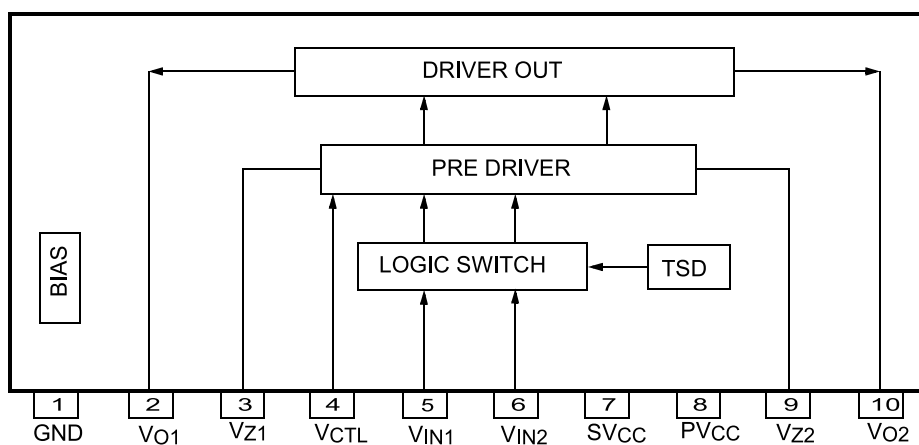 DRIVER OUT
PRE DRIVER
BIAS
LOGIC SWITCH
TSD
1 2 3 4 5 6 7 8 9 10
GND VO1 VZ1 VCTL VIN1 VIN2 SVCC PVCC VZ2 VO2